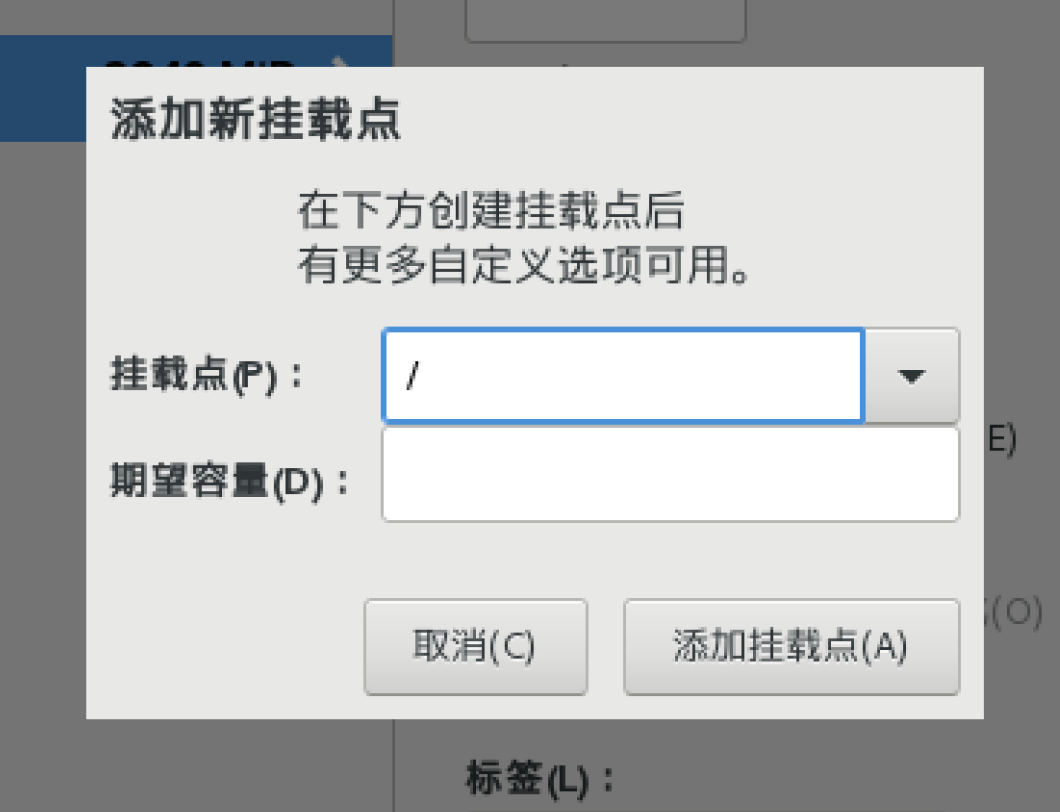 添加新挂载点
在下方创建挂载点后
有更多自定义选项可用。
挂载点(P)：
/
E)
期望容量(D)：
(O)
取消(C)
添加挂载点(A)
标签(L)：